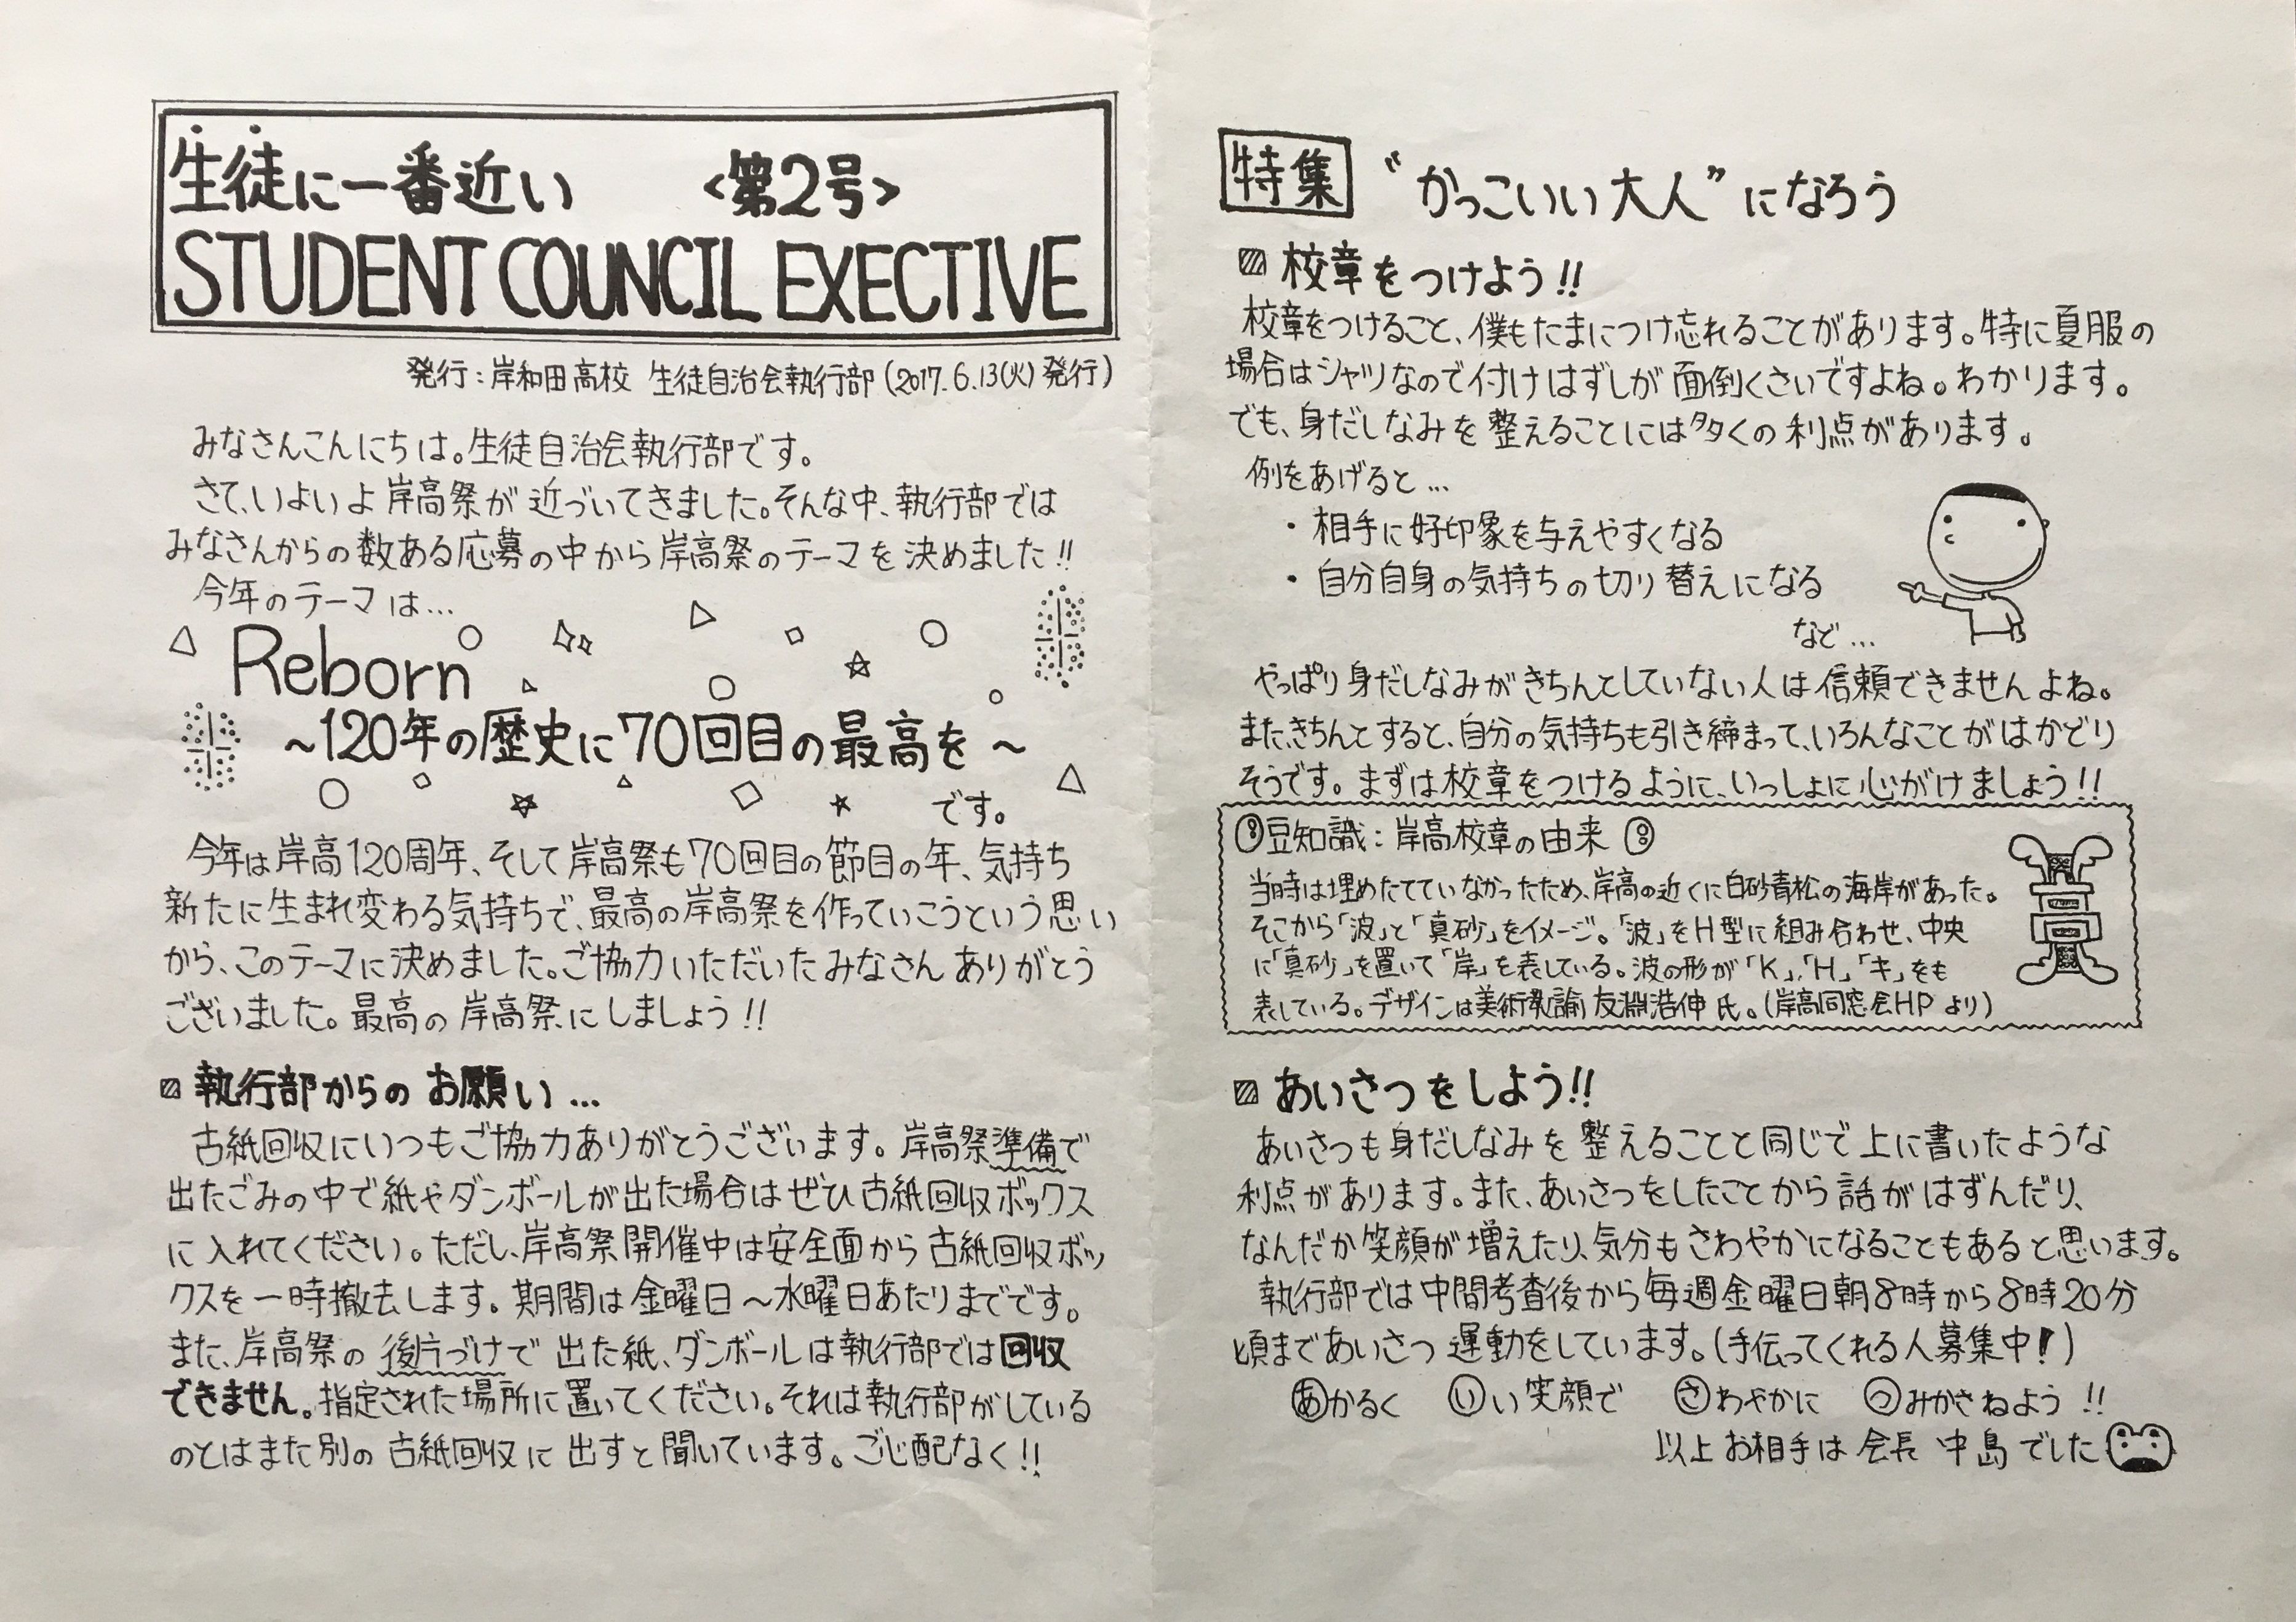 生徒に一番近い <第2号>
STUDENT COUNCIL EXECTIVE
発行:岸和田高校 生徒自治会執行部(2017.6.13(火)発行)
みなさんこんにちは。生徒自治会執行部です。
さて、いよいよ岸高祭が近づいてきました。そんな中、執行部では
みなさんからの数ある応募の中から岸高祭のテーマを決めました!!
今年のテーマは…
Reborn
~120年の歴史に70回目の最高を~
です。
今年は岸高120周年、そして岸高祭も70回目の節目の年、気持ち
新たに生まれ変わる気持ちで、最高の岸高祭を作っていこうという思い
から、このテーマに決めました。ご協力いただいたみなさんありがとう
ございました。最高の岸高祭にしましょう!!
執行部からのお願い…
古紙回収にいつもご協力ありがとうございます。岸高祭準備で
出たごみの中で紙やダンボールが出た場合はぜひ古紙回収ボックス
に入れてください。ただし、岸高祭開催中は安全面から古紙回収ボッ
クスを一時撤去します。期間は金曜日~水曜日あたりまでです。
また、岸高祭の後片づけで出た紙、ダンボールは執行部では回収
できません。指定された場所に置いてください。それは執行部がしている
のとはまた別の古紙回収に出すと聞いています。ご心配なく!!
特集 “かっこいい大人”になろう
校章をつけよう!!
校章をつけること、僕もたまにつけ忘れることがあります。特に夏服の
場合はシャツなので付けはずしが面倒くさいですよね。わかります。
でも、身だしなみを整えることには多くの利点があります。
例をあげると…
・相手に好印象を与えやすくなる
・自分自身の気持ちの切り替えになる
など…
やっぱり身だしなみがきちんとしていない人は信頼できませんよね。
また、きちんとすると、自分の気持ちも引き締まって、いろんなことがはかどり
そうです。まずは校章をつけるように、いっしょに心がけましょう!!
豆知識:岸高校章の由来
当時は埋めたてていなかったため、岸高の近くに白砂青松の海岸があった。
そこから「波」と「真砂」をイメージ。「波」をH型に組み合わせ、中央
に「真砂」を置いて「岸」を表している。波の形が「K」,「H」,「キ」をも
表している。デザインは美術教諭 友淵浩伸 氏。(岸高同窓会HPより)
高
あいさつをしよう!!
あいさつも身だしなみを整えることと同じで上に書いたような
利点があります。また、あいさつをしたことから話がはずんだり、
なんだか笑顔が増えたり、気分もさわやかになることもあると思います。
執行部では中間考査後から毎週金曜日朝8時から8時20分
頃まであいさつ運動をしています。(手伝ってくれる人募集中!)
あかるく いい笑顔で さわやかに つみかさねよう!!
以上お相手は会長 中島でした